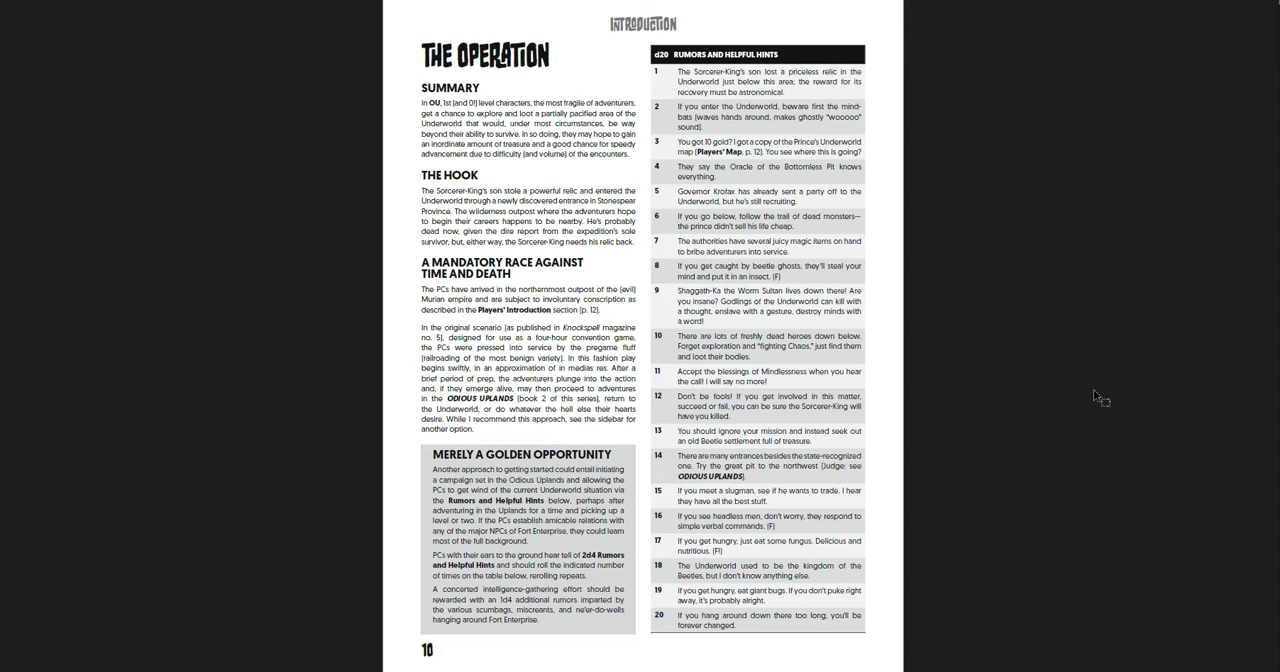 INTRODUCTION
THE OPERATION
SUMMARY
In OU, 1st (and 0!) level characters, the most fragile of adventurers,
get a chance to explore and loot a partially pacified area of the
Underworld that would, under most circumstances, be way
beyond their ability to survive. In so doing, they may hope to gain
an inordinate amount of treasure and a good chance for speedy
advancement due to difficulty (and volume) of the encounters.
THE HOOK
The Sorcerer-King's son stole a powerful relic and entered the
Underworld through a newly discovered entrance in Stonespear
Province. The wilderness outpost where the adventurers hope
to begin their careers happens to be nearby. He's probably
dead now, given the dire report from the expedition's sole
survivor, but, either way, the Sorcerer-King needs his relic back.
A MANDATORY RACE AGAINST
TIME AND DEATH
The PCs have arrived in the northernmost outpost of the (evil)
Murian empire and are subject to involuntary conscription as
described in the Players' Introduction section (p. 12).
In the original scenario (as published in Knockspell magazine
no. 5), designed for use as a four-hour convention game,
the PCs were pressed into service by the pregame fluff
(railroading of the most benign variety). In this fashion play
begins swiftly, in an approximation of in medias res. After a
brief period of prep, the adventurers plunge into the action
and, if they emerge alive, may then proceed to adventures
in the ODIOUS UPLANDS (book 2 of this series), return to
the Underworld, or do whatever the hell else their hearts
desire. While I recommend this approach, see the sidebar for
another option.
MERELY A GOLDEN OPPORTUNITY
Another approach to getting started could entail initiating
a campaign set in the Odious Uplands and allowing the
PCs to get wind of the current Underworld situation via
the Rumors and Helpful Hints below, perhaps after
adventuring in the Uplands for a time and picking up a
level or two. If the PCs establish amicable relations with
any of the major NPCs of Fort Enterprise, they could learn
most of the full background.
PCs with their ears to the ground hear tell of 2d4 Rumors
and Helpful Hints and should roll the indicated number
of times on the table below, rerolling repeats.
A concerted intelligence-gathering effort should be
rewarded with an 1d4 additional rumors imparted by
the various scumbags, miscreants, and ne'er-do-wells
hanging around Fort Enterprise.
10
d20 RUMORS AND HELPFUL HINTS
1 The Sorcerer-King's son lost a priceless relic in the
Underworld just below this area; the reward for its
recovery must be astronomical.
2 If you enter the Underworld, beware first the mind-
bats (waves hands around, makes ghostly "wooooo"
sound).
3 You got 10 gold? I got a copy of the Prince's Underworld
map (Players' Map, p. 12). You see where this is going?
4 They say the Oracle of the Bottomless Pit knows
everything.
5 Governor Krofax has already sent a party off to the
Underworld, but he's still recruiting.
6 If you go below, follow the trail of dead monsters—
the prince didn't sell his life cheap.
7 The authorities have several juicy magic items on hand
to bribe adventurers into service.
8 If you get caught by beetle ghosts, they'll steal your
mind and put it in an insect. (F)
9 Shaggath-Ka the Worm Sultan lives down there! Are
you insane? Godlings of the Underworld can kill with
a thought, enslave with a gesture, destroy minds with
a word!
10 There are lots of freshly dead heroes down below.
Forget exploration and "fighting Chaos," just find them
and loot their bodies.
11 Accept the blessings of Mindlessness when you hear
the call! I will say no more!
12 Don't be fools! If you get involved in this matter,
succeed or fail, you can be sure the Sorcerer-King will
have you killed.
13 You should ignore your mission and instead seek out
an old Beetle settlement full of treasure.
14 There are many entrances besides the state-recognized
one. Try the great pit to the northwest [Judge: see
ODIOUS UPLANDS].
15 If you meet a slugman, see if he wants to trade. I hear
they have all the best stuff.
16 If you see headless men, don't worry, they respond to
simple verbal commands. (F)
17 If you get hungry, just eat some fungus. Delicious and
nutritious. (F!)
18 The Underworld used to be the kingdom of the
Beetles, but I don't know anything else.
19 If you get hungry, eat giant bugs. If you don't puke right
away, it's probably alright.
20 If you hang around down there too long, you'll be
forever changed.